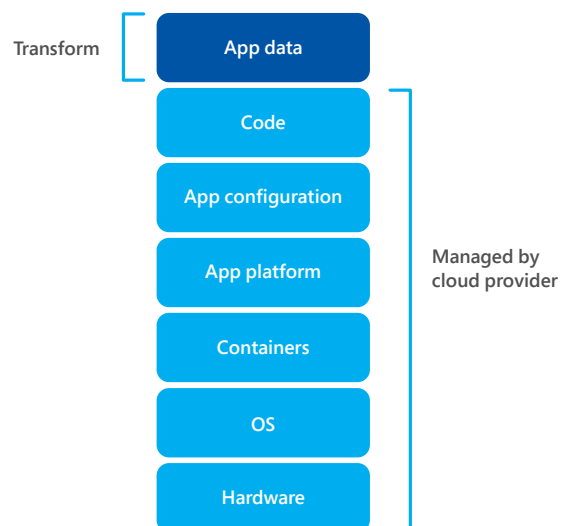 Transform
App data
Code
App configuration
App platform
Managed by
cloud provider
Containers
OS
Hardware